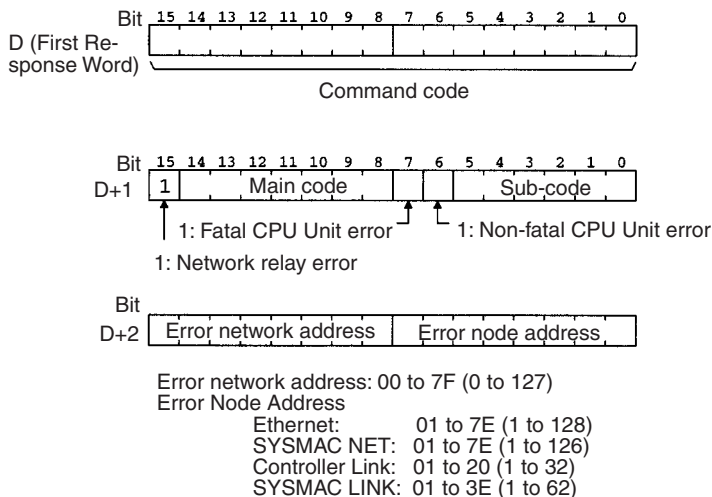 Bit 15 14 13 12 11 10 9 8 7 6 5 4 3 2 1 0
D (First Re-
sponse Word)
Command code
Bit 15 14 13 12 11 10 9 8 7 6 5 4 3 2 1 0
D+1 1 Main code Sub-code
1: Fatal CPU Unit error 1: Non-fatal CPU Unit error
1: Network relay error
Bit
D+2 Error network address Error node address
Error network address: 00 to 7F (0 to 127)
Error Node Address
Ethernet: 01 to 7E (1 to 128)
SYSMAC NET: 01 to 7E (1 to 126)
Controller Link: 01 to 20 (1 to 32)
SYSMAC LINK: 01 to 3E (1 to 62)